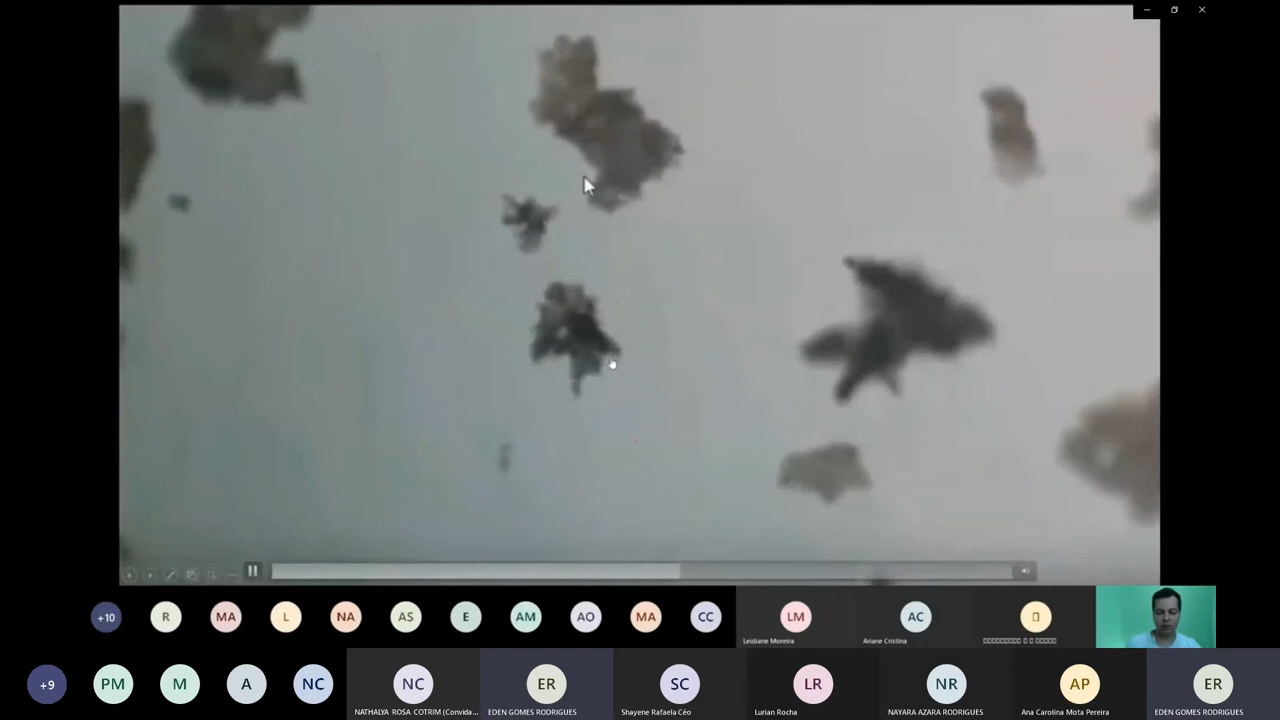 +10
R
MA
L
NA
AS
E
AM
AO
MA
CC
LM
Leidiane Moreira
AC
Ariane Cristina
+9
PM
M
A
NC
NC
NATHALYA ROSA COTRIM (Convida...
ER
EDEN GOMES RODRIGUES
SC
Shayene Rafaela Céo
LR
Lurian Rocha
NR
NAYARA AZARA RODRIGUES
AP
Ana Carolina Mota Pereira
ER
EDEN GOMES RODRIGUES